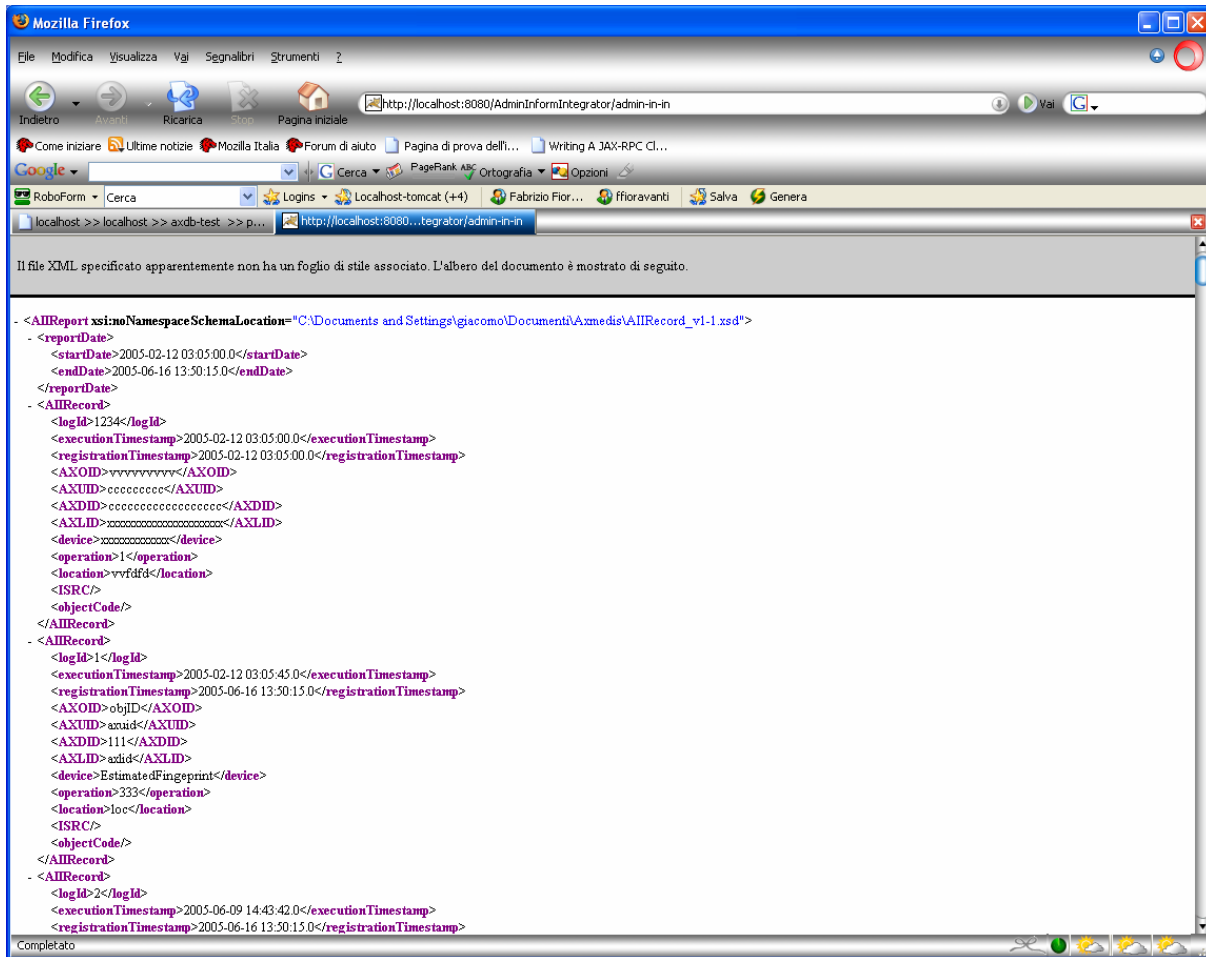 Mozilla Firefox
File Modifica Visualizza Vai Segnalibri Strumenti ?
Indietro Avanti Ricarica Stop Pagina iniziale http://localhost:8080/AdminInformIntegrator/admin-in-in Vai G
Come iniziare Ultime notizie Mozilla Italia Forum di aiuto Pagina di prova dell'i... Writing A JAX-RPC Cl...
Google G Cerca PageRank ABC Ortografia Opzioni
RoboForm Cerca Logins Localhost-tomcat (+4) Fabrizio Fior... ffioravanti Salva Genera
localhost >> localhost >> axdb-test >> p... http://localhost:8080...tegrator/admin-in-in
Il file XML specificato apparentemente non ha un foglio di stile associato. L'albero del documento è mostrato di seguito.
- <AIIReport xsi:noNamespaceSchemaLocation="C:\Documents and Settings\giacomo\Documenti\Axmedis\AIIRecord_v1-1.xsd">
- <reportDate>
<startDate>2005-02-12 03:05:00.0</startDate>
<endDate>2005-06-16 13:50:15.0</endDate>
</reportDate>
- <AIIRecord>
<logId>1234</logId>
<executionTimestamp>2005-02-12 03:05:00.0</executionTimestamp>
<registrationTimestamp>2005-02-12 03:05:00.0</registrationTimestamp>
<AXOID>vvvvvvvvv</AXOID>
<AXUID>ccccccccc</AXUID>
<AXDID>cccccccccccccccccc</AXDID>
<AXLID>xxxxxxxxxxxxxxxxxxxxx</AXLID>
<device>xxxxxxxxxxxx</device>
<operation>1</operation>
<location>vvfdfd</location>
<ISRC/>
<objectCode/>
</AIIRecord>
- <AIIRecord>
<logId>1</logId>
<executionTimestamp>2005-02-12 03:05:45.0</executionTimestamp>
<registrationTimestamp>2005-06-16 13:50:15.0</registrationTimestamp>
<AXOID>objID</AXOID>
<AXUID>axuid</AXUID>
<AXDID>111</AXDID>
<AXLID>axlid</AXLID>
<device>EstimatedFingeprint</device>
<operation>333</operation>
<location>loc</location>
<ISRC/>
<objectCode/>
</AIIRecord>
- <AIIRecord>
<logId>2</logId>
<executionTimestamp>2005-06-09 14:43:42.0</executionTimestamp>
<registrationTimestamp>2005-06-16 13:50:15.0</registrationTimestamp>
Completato